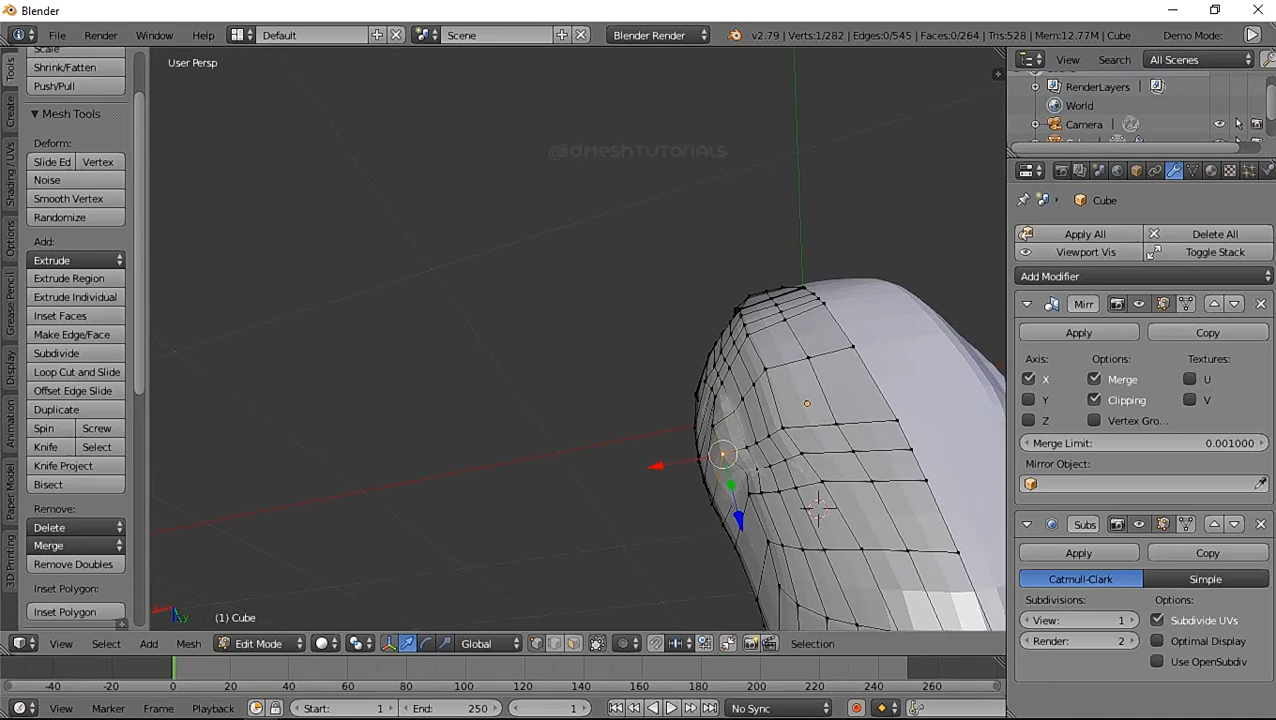 Blender
File Render Window Help Default Scene Blender Render v2.79 | Verts:1/282 | Edges:0/545 | Faces:0/264 | Tris:528 | Mem:12.77M | Cube Demo Mode:
User Persp
View Search All Scenes
RenderLayers
World
Camera
Tools
Create
Shading / UVs
Options
Grease Pencil
Display
Animation
Paper Model
3D Printing
Scale
Shrink/Fatten
Push/Pull
Mesh Tools
Deform:
Slide Ed Vertex
Noise
Smooth Vertex
Randomize
Add:
Extrude
Extrude Region
Extrude Individual
Inset Faces
Make Edge/Face
Subdivide
Loop Cut and Slide
Offset Edge Slide
Duplicate
Spin Screw
Knife Select
Knife Project
Bisect
Remove:
Delete
Merge
Remove Doubles
Inset Polygon:
Inset Polygon
@3DMESHTUTORIALS
y
(1) Cube
Cube
Apply All Delete All
Viewport Vis Toggle Stack
Add Modifier
Mirr
Apply Copy
Axis: Options: Textures:
X Merge U
Y Clipping V
Z Vertex Gro...
Merge Limit: 0.001000
Mirror Object:
Subs
Apply Copy
Catmull-Clark Simple
Subdivisions: Options:
View: 1 Subdivide UVs
Render: 2 Optimal Display
Use OpenSubdiv
View Select Add Mesh Edit Mode Global Selection
-40 -20 0 20 40 60 80 100 120 140 160 180 200 220 240 260
View Marker Frame Playback Start: 1 End: 250 1 No Sync